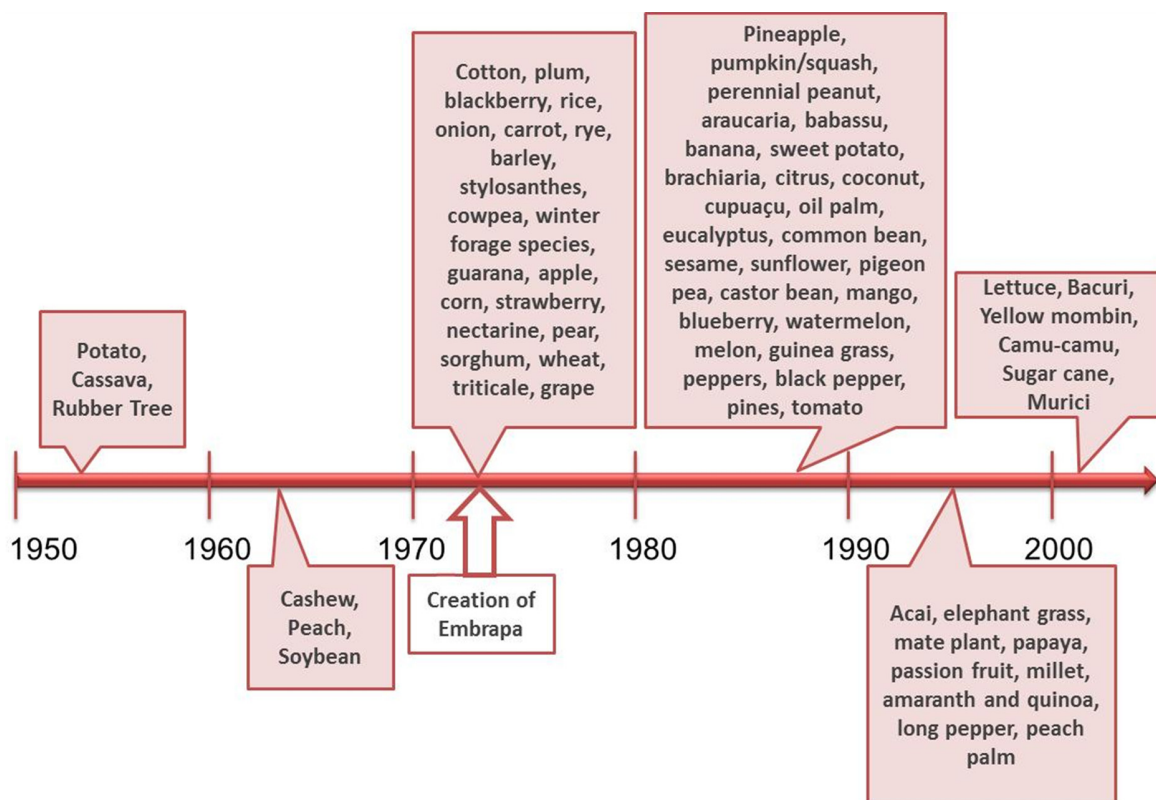 Cotton, plum,
blackberry, rice,
onion, carrot, rye,
barley,
stylosanthes,
cowpea, winter
forage species,
guarana, apple,
corn, strawberry,
nectarine, pear,
sorghum, wheat,
triticale, grape
Pineapple,
pumpkin/squash,
perennial peanut,
araucaria, babassu,
banana, sweet potato,
brachiaria, citrus, coconut,
cupuaçu, oil palm,
eucalyptus, common bean,
sesame, sunflower, pigeon
pea, castor bean, mango,
blueberry, watermelon,
melon, guinea grass,
peppers, black pepper,
pines, tomato
Lettuce, Bacuri,
Yellow mombin,
Camu-camu,
Sugar cane,
Murici
Potato,
Cassava,
Rubber Tree
1950 1960 1970 1980 1990 2000
Cashew,
Peach,
Soybean
Creation of
Embrapa
Acai, elephant grass,
mate plant, papaya,
passion fruit, millet,
amaranth and quinoa,
long pepper, peach
palm